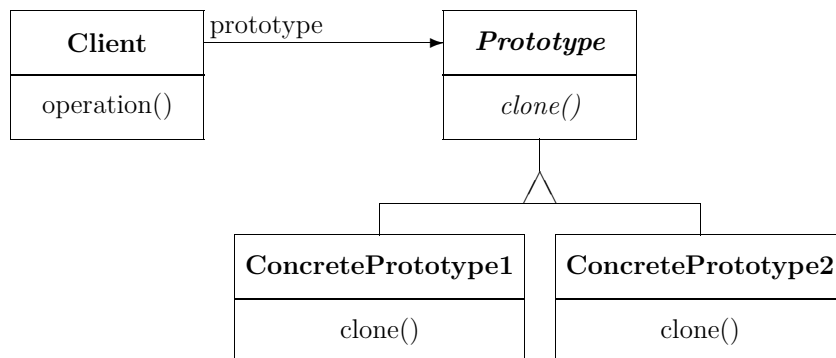 Client
prototype
Prototype
operation()
clone()
ConcretePrototype1
ConcretePrototype2
clone()
clone()